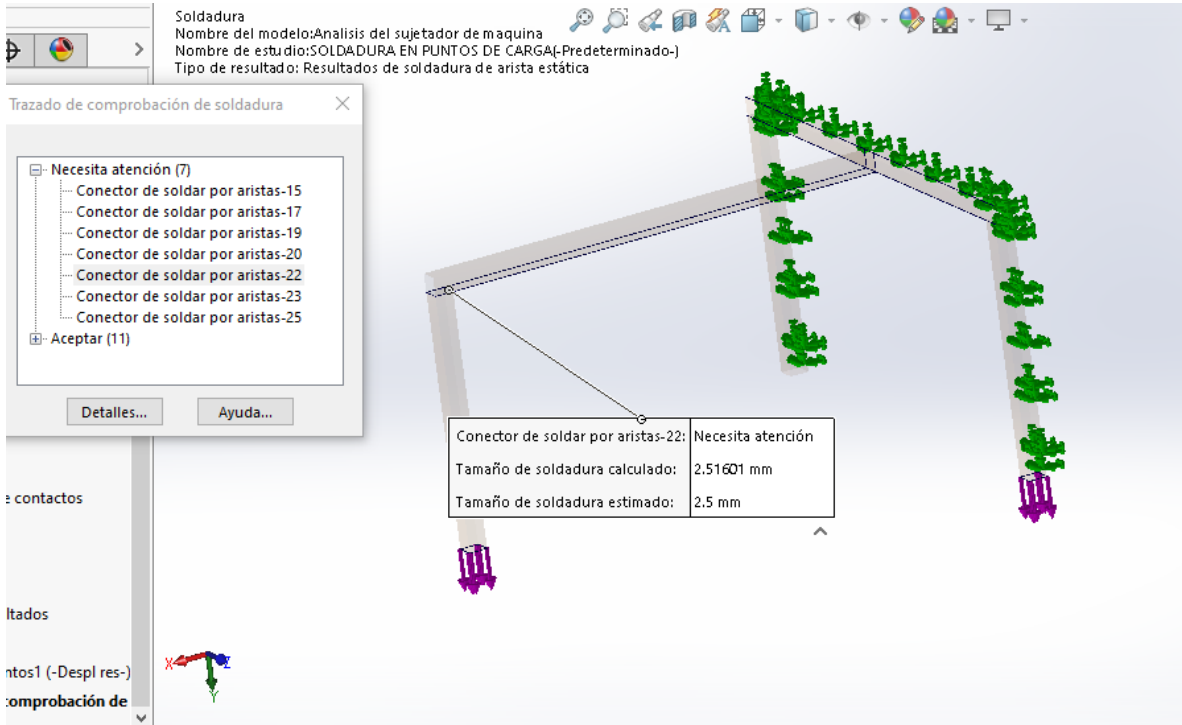 Soldadura
Nombre del modelo:Analisis del sujetador de maquina
Nombre de estudio:SOLDADURA EN PUNTOS DE CARGA(-Predeterminado-)
Tipo de resultado: Resultados de soldadura de arista estática
Trazado de comprobación de soldadura
Necesita atención (7)
Conector de soldar por aristas-15
Conector de soldar por aristas-17
Conector de soldar por aristas-19
Conector de soldar por aristas-20
Conector de soldar por aristas-22
Conector de soldar por aristas-23
Conector de soldar por aristas-25
Aceptar (11)
Detalles... Ayuda...
Conector de soldar por aristas-22: Necesita atención
Tamaño de soldadura calculado: 2.51601 mm
Tamaño de soldadura estimado: 2.5 mm
e contactos
ltados
ntos1 (-Despl res-)
comprobación de
X Z
Y